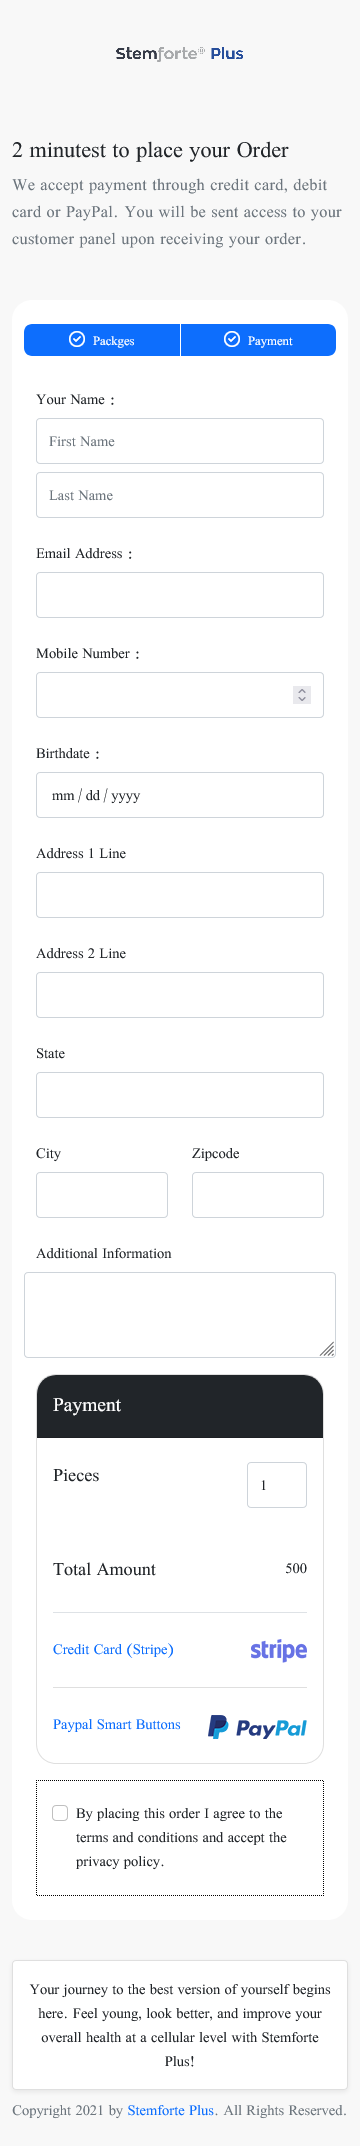 Stemforte® Plus
2 minutest to place your Order
We accept payment through credit card, debit
card or PayPal. You will be sent access to your
customer panel upon receiving your order.
Packges
Payment
Your Name :
First Name
Last Name
Email Address :
Mobile Number :
Birthdate :
mm / dd / yyyy
Address 1 Line
Address 2 Line
State
City
Zipcode
Additional Information
Payment
Pieces
1
Total Amount
500
Credit Card (Stripe)
stripe
Paypal Smart Buttons
PayPal
By placing this order I agree to the
terms and conditions and accept the
privacy policy.
Your journey to the best version of yourself begins
here. Feel young, look better, and improve your
overall health at a cellular level with Stemforte
Plus!
Copyright 2021 by Stemforte Plus. All Rights Reserved.